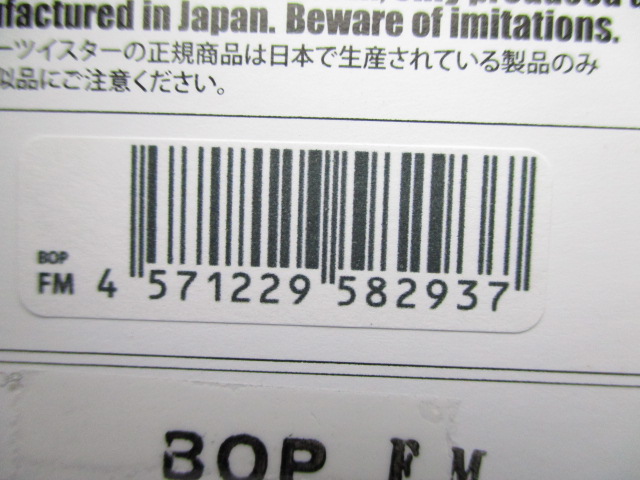 ufactured in Japan. Beware of imitations.
ーツイスターの正規商品は日本で生産されている製品のみ
似品にご注意ください。
BOP
FM 4 571229 582937
BOP FM